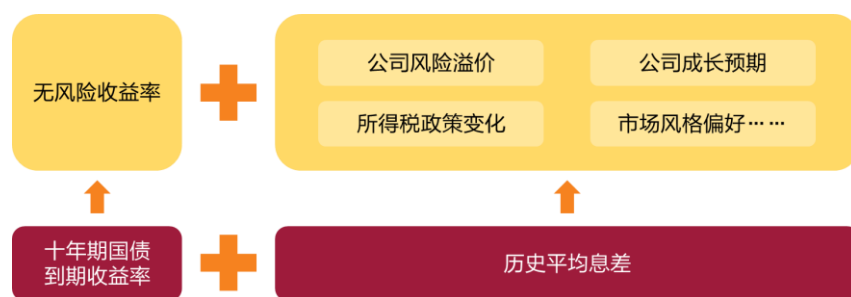 无风险收益率
公司风险溢价
公司成长预期
所得税政策变化
市场风格偏好……
十年期国债
到期收益率
历史平均息差